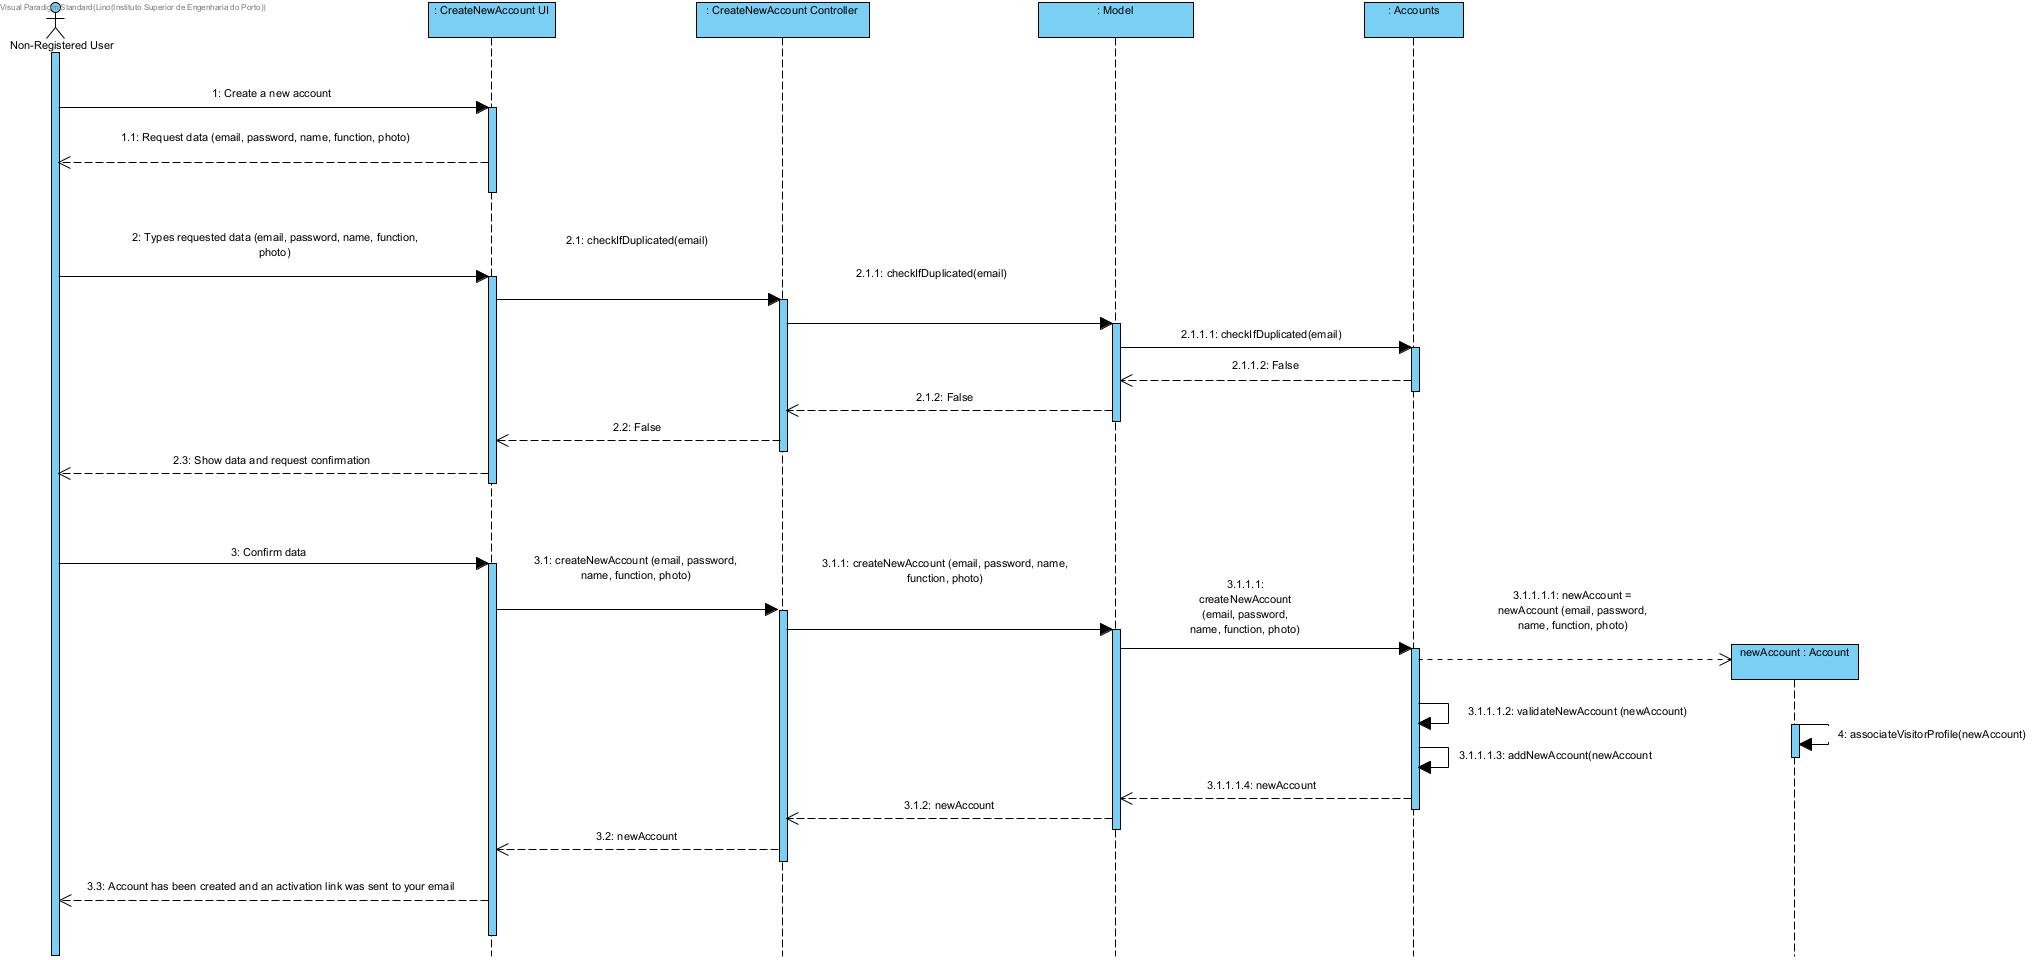 Visual Paradigm Standard(Lino(Instituto Superior de Engenharia do Porto))
Non-Registered User
: CreateNewAccount UI
: CreateNewAccount Controller
: Model
: Accounts
1: Create a new account
1.1: Request data (email, password, name, function, photo)
2: Types requested data (email, password, name, function,
photo)
2.1: checkIfDuplicated(email)
2.1.1: checkIfDuplicated(email)
2.1.1.1: checkIfDuplicated(email)
2.1.1.2: False
2.1.2: False
2.2: False
2.3: Show data and request confirmation
3: Confirm data
3.1: createNewAccount (email, password,
name, function, photo)
3.1.1: createNewAccount (email, password, name,
function, photo)
3.1.1.1:
createNewAccount
(email, password,
name, function, photo)
3.1.1.1.1: newAccount =
newAccount (email, password,
name, function, photo)
newAccount : Account
3.1.1.1.2: validateNewAccount (newAccount)
4: associateVisitorProfile(newAccount)
3.1.1.1.3: addNewAccount(newAccount
3.1.1.1.4: newAccount
3.1.2: newAccount
3.2: newAccount
3.3: Account has been created and an activation link was sent to your email